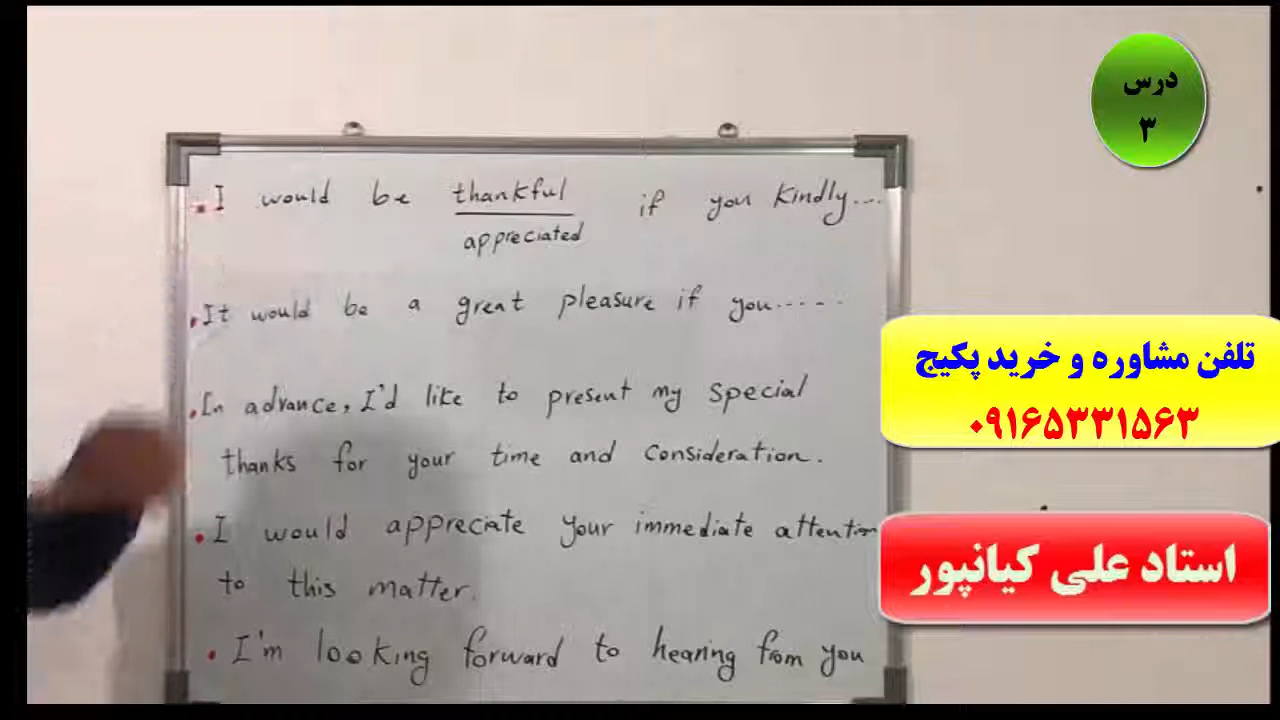 درس
۳
. I would be thankful if you kindly...
appreciated
. It would be a great pleasure if you.....
. In advance, I'd like to present my special
thanks for your time and consideration.
. I would appreciate your immediate attention
to this matter.
. I'm looking forward to hearing from you
تلفن مشاوره و خرید پکیج
۰۹۱۶۵۳۳۱۵۶۳
استاد علی کیانپور